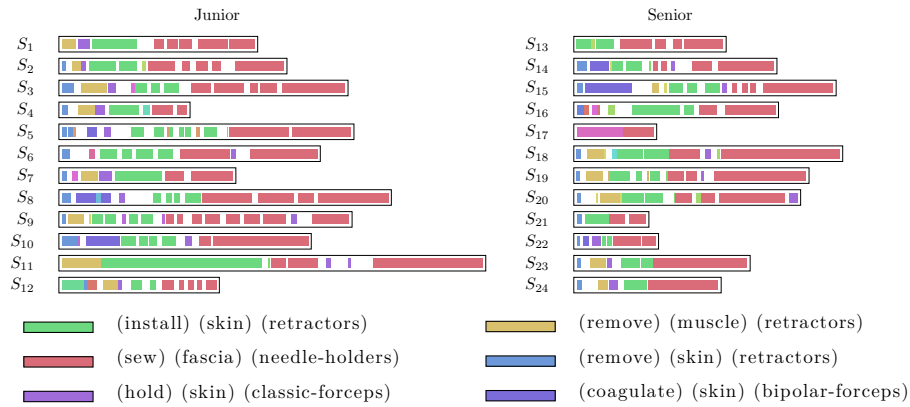 Junior Senior
S1 S13
S2 S14
S3 S15
S4 S16
S5 S17
S6 S18
S7 S19
S8 S20
S9 S21
S10 S22
S11 S23
S12 S24
(install) (skin) (retractors) (remove) (muscle) (retractors)
(sew) (fascia) (needle-holders) (remove) (skin) (retractors)
(hold) (skin) (classic-forceps) (coagulate) (skin) (bipolar-forceps)